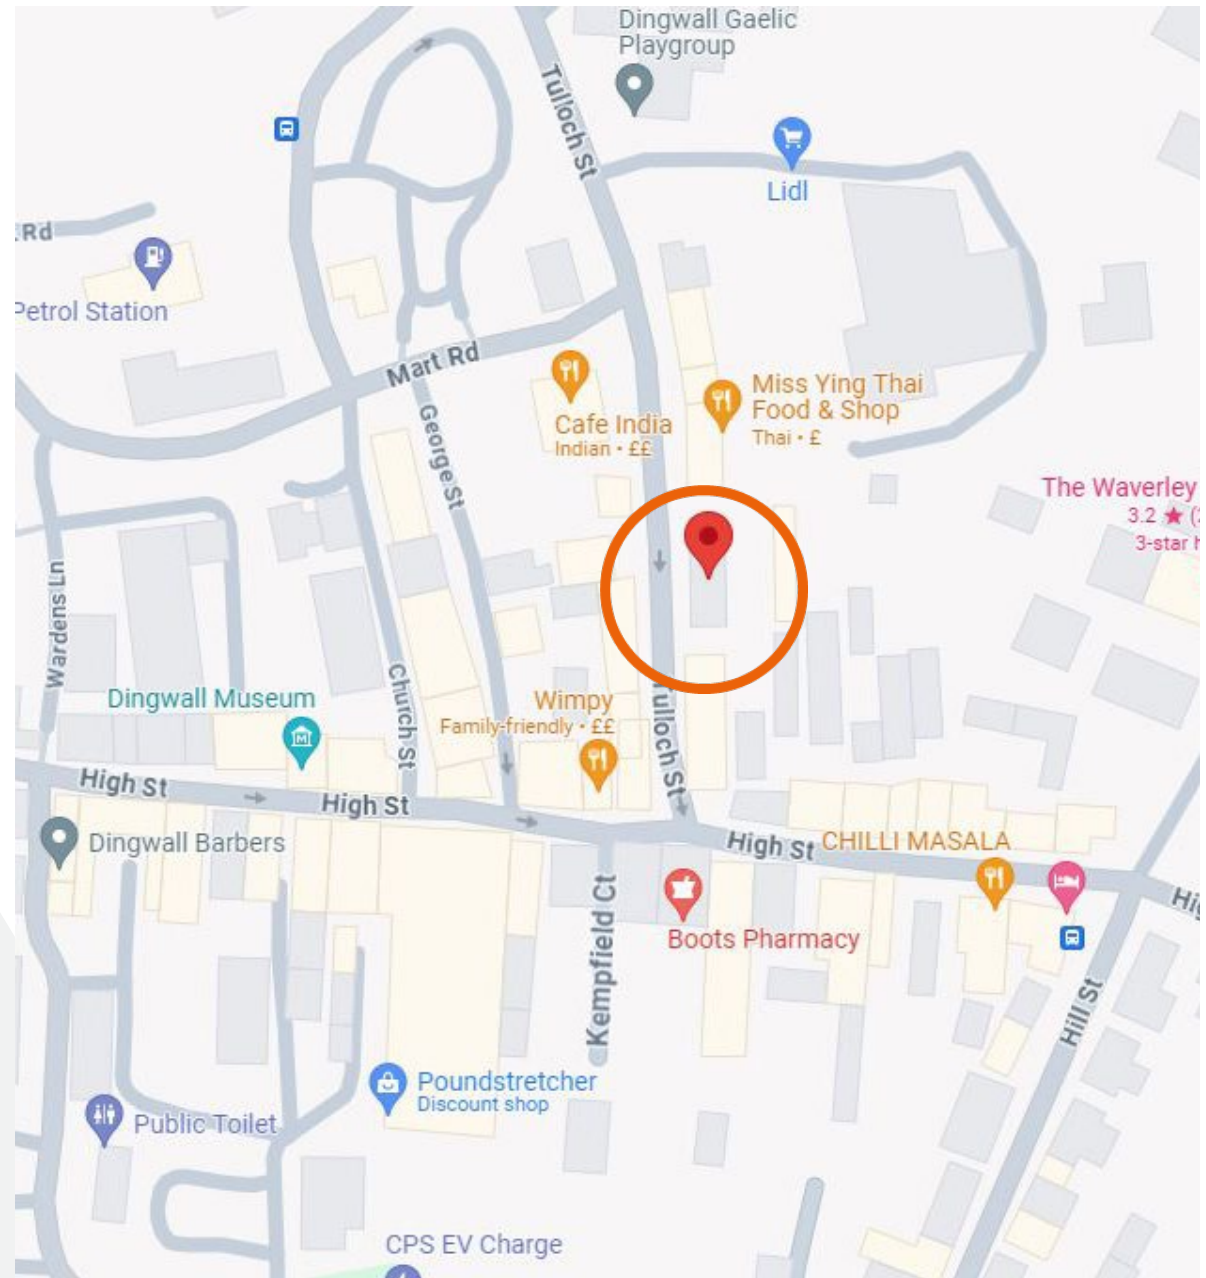 Dingwall Gaelic
Playgroup
Tulloch St
Lidl
Rd
Petrol Station
Mart Rd
Miss Ying Thai
Food & Shop
Thai • £
Cafe India
Indian • ££
George St
The Waverley
3.2 ★ (
3-star h
Wardens Ln
Church St
Dingwall Museum
Wimpy
Family-friendly • ££
Tulloch St
High St
High St
High St
CHILLI MASALA
Dingwall Barbers
Hig
Boots Pharmacy
Kempfield Ct
Hill St
Poundstretcher
Discount shop
Public Toilet
CPS EV Charge